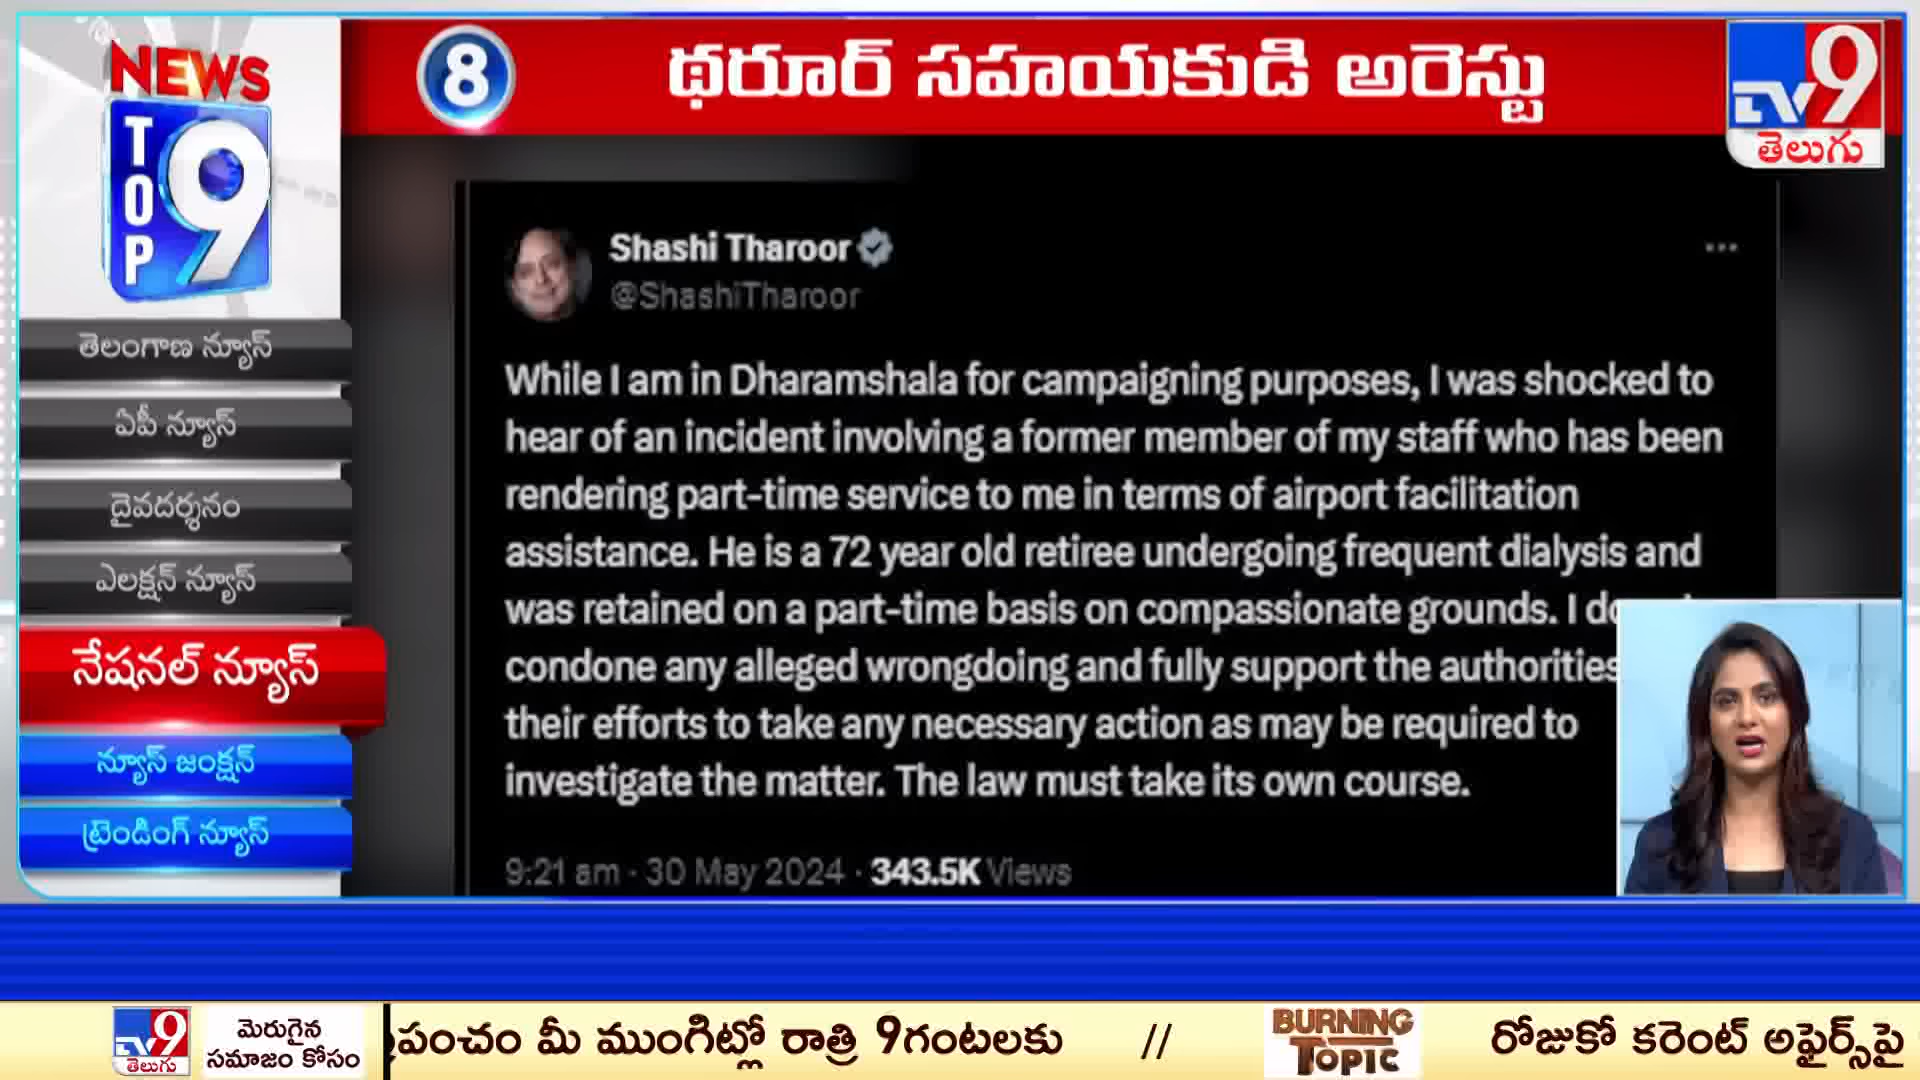 NEWS
TOP
9
8
థరూర్ సహాయకుడి అరెస్టు
TV9
తెలుగు
తెలంగాణ న్యూస్
ఏపీ న్యూస్
దైవదర్శనం
ఎలక్షన్ న్యూస్
నేషనల్ న్యూస్
న్యూస్ జంక్షన్
ట్రెండింగ్ న్యూస్
Shashi Tharoor
@ShashiTharoor
While I am in Dharamshala for campaigning purposes, I was shocked to
hear of an incident involving a former member of my staff who has been
rendering part-time service to me in terms of airport facilitation
assistance. He is a 72 year old retiree undergoing frequent dialysis and
was retained on a part-time basis on compassionate grounds. I
condone any alleged wrongdoing and fully support the authorities
their efforts to take any necessary action as may be required to
investigate the matter. The law must take its own course.
9:21 am · 30 May 2024 · 343.5K Views
TV9
తెలుగు
మెరుగైన
సమాజం కోసం
పంచం మీ ముంగిట్లో రాత్రి 9గంటలకు // BURNING TOPIC రోజుకో కరెంట్ అఫైర్స్‌పై